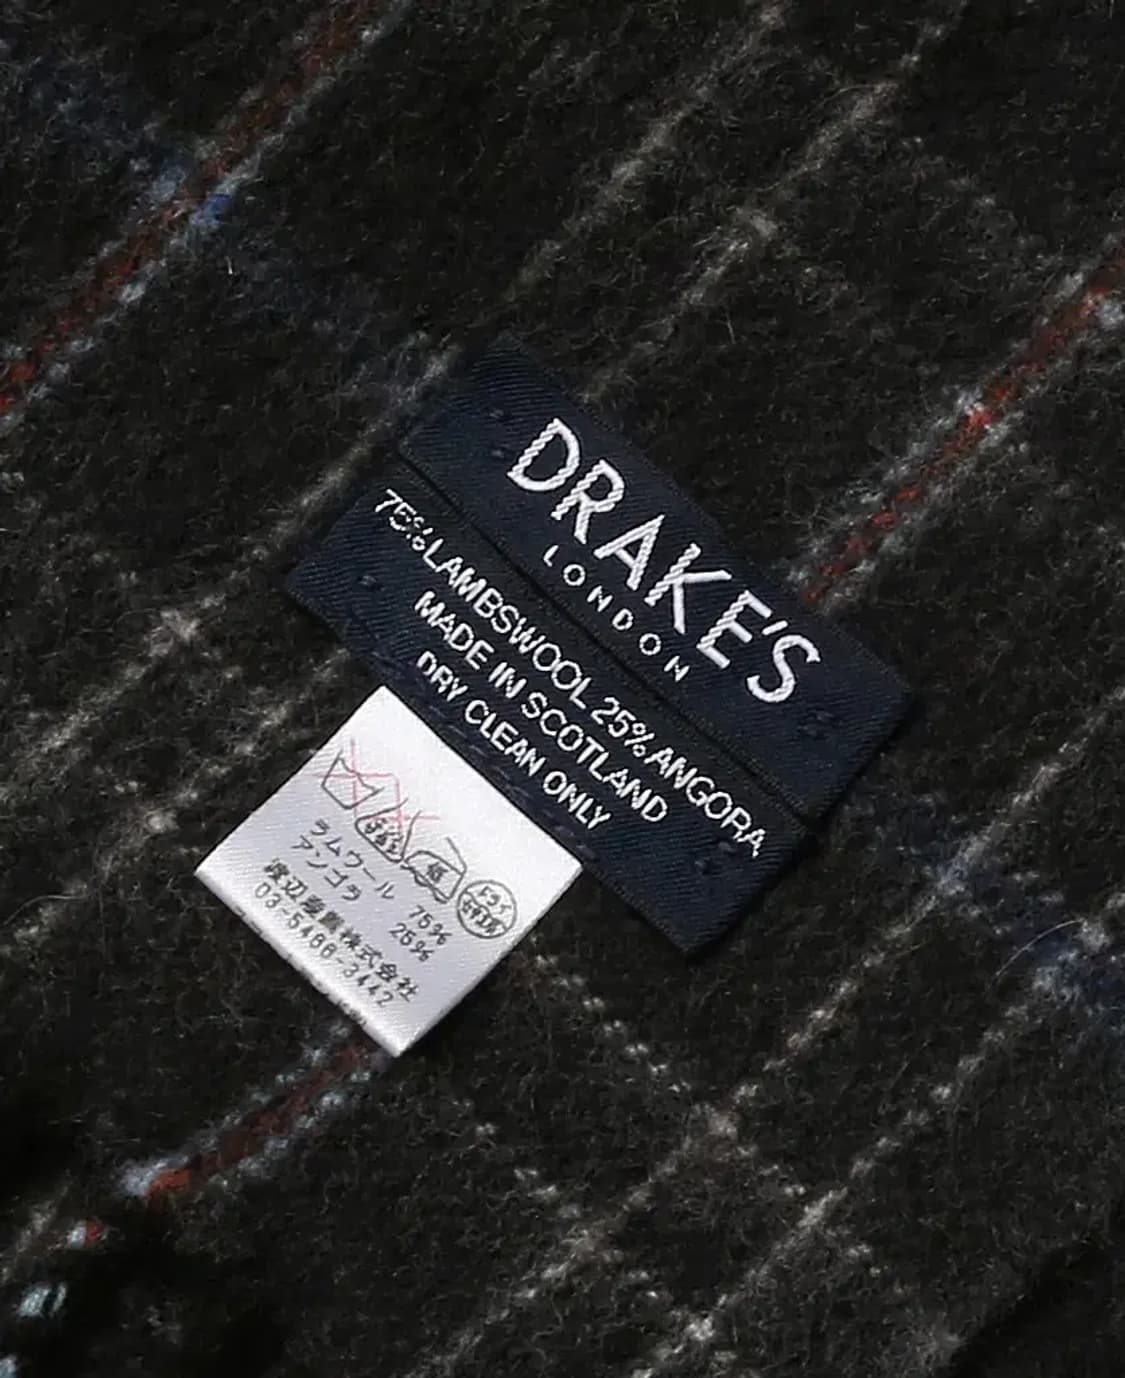 DRAKE'S
LONDON
75% LAMBSWOOL 25% ANGORA
MADE IN SCOTLAND
DRY CLEAN ONLY
ラムウール 75%
アンゴラ 25%
渡辺産業株式会社
03-5466-3442